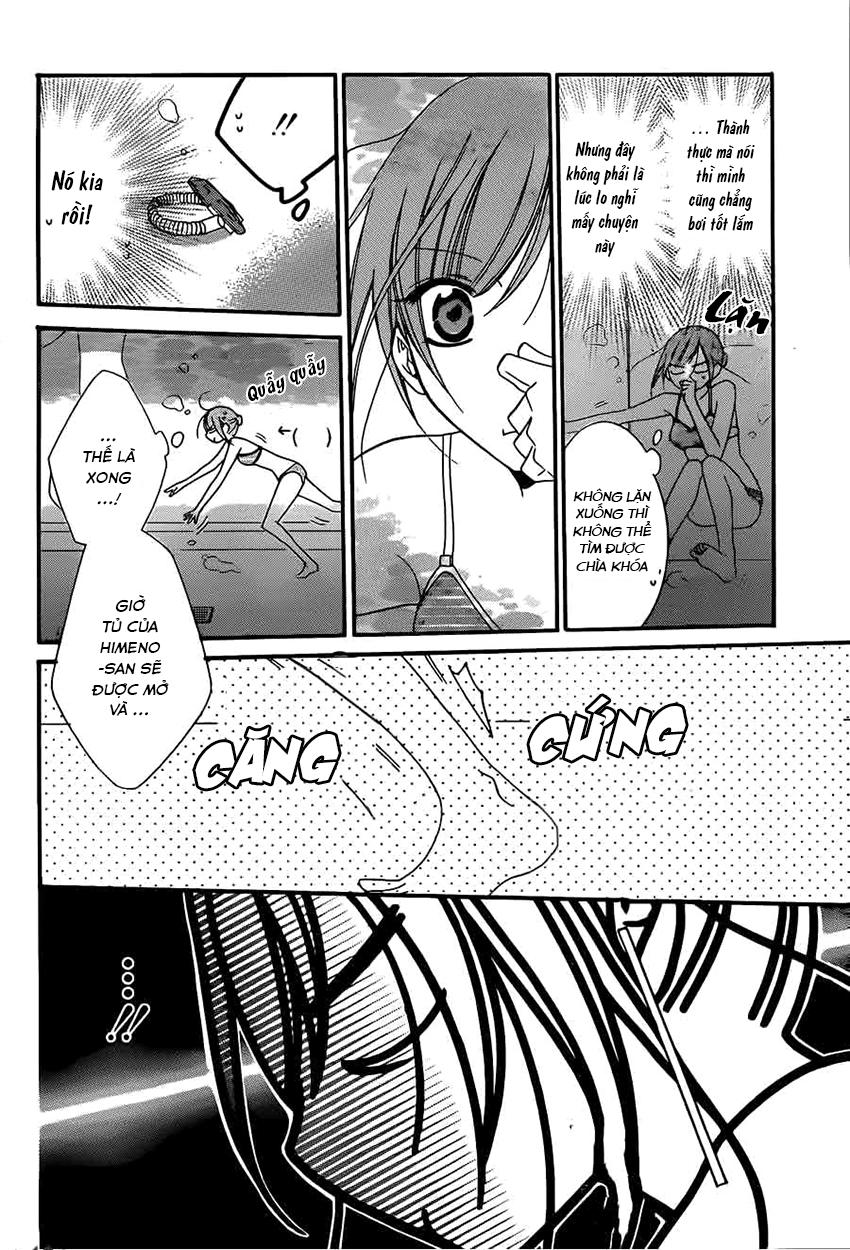 ... Thành
thực mà nói
thì mình
cũng chẳng
bơi tốt lắm
Nhưng đây
không phải là
lúc lo nghĩ
mấy chuyện
này
Lặn
KHÔNG LẶN
XUỐNG THÌ
KHÔNG THỂ
TÌM ĐƯỢC
CHÌA KHÓA
!!
Nó kia
rồi!
Quẫy quẫy
...
THẾ LÀ
XONG
...!
GIỜ
TỦ CỦA
HIMENO
-SAN SẼ
ĐƯỢC MỞ
VÀ ...
CỨNG
CĂNG
...!!